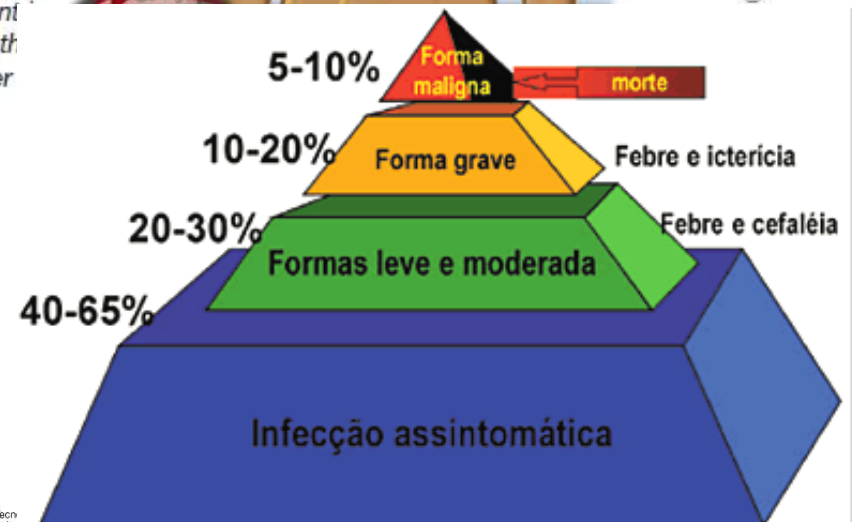 5-10%
Forma
maligna
morte
10-20%
Forma grave
Febre e icterícia
20-30%
Febre e cefaléia
Formas leve e moderada
40-65%
Infecção assintomática